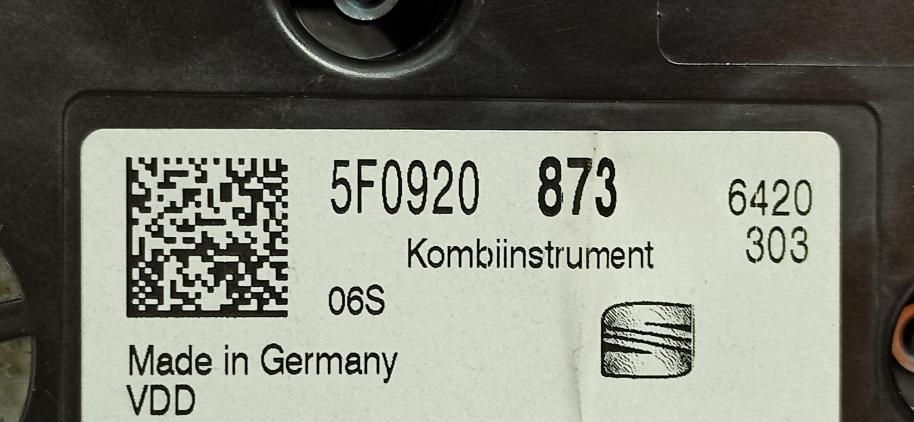 5F0920 873 6420
Kombiinstrument 303
06S
Made in Germany
VDD